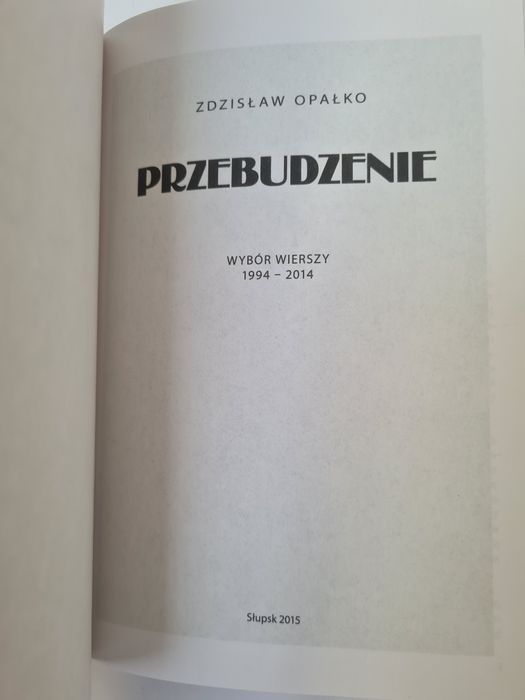 ZDZISŁAW OPAŁKO
PRZEBUDZENIE
WYBÓR WIERSZY
1994 – 2014
Słupsk 2015